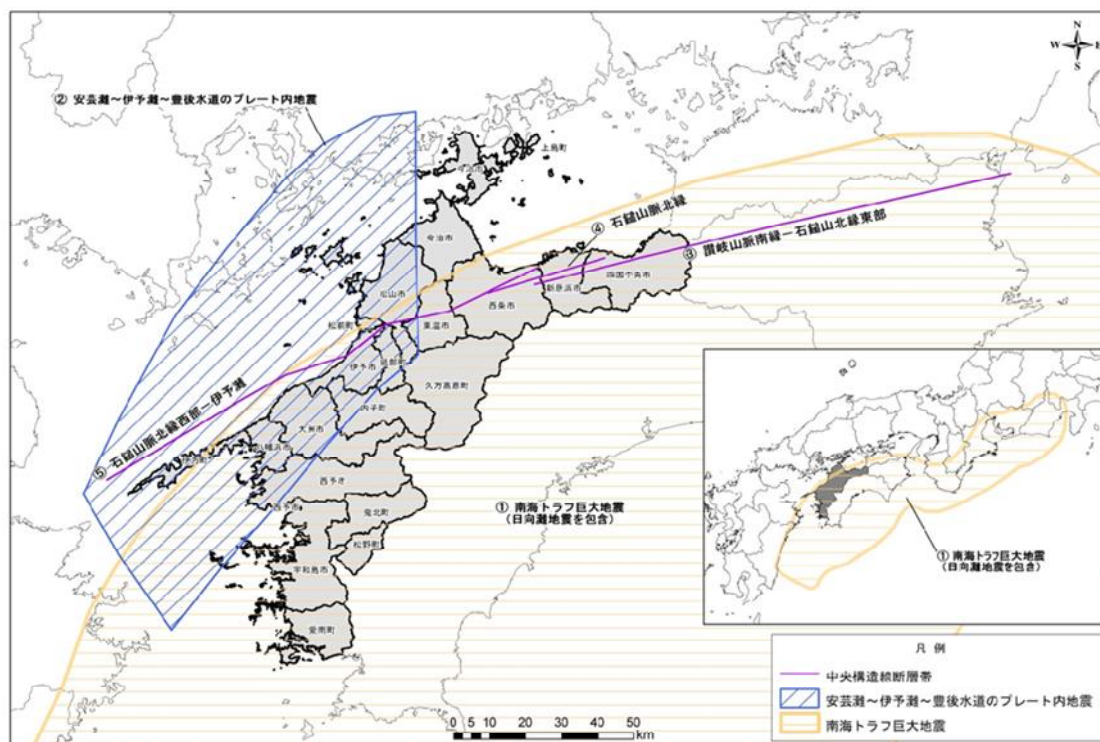 N
W
E
S
② 安芸灘～伊予灘～豊後水道のプレート内地震
上島町
今治市
今治市
④ 石鎚山脈北縁
③ 讃岐山脈南縁－石鎚山北縁東部
四国中央市
新居浜市
西条市
松山市
東温市
松前町
砥部町
伊予市
久万高原町
内子町
大洲市
⑤ 石鎚山脈北縁西部－伊予灘
八幡浜市
伊方町
西予市
西予市
鬼北町
松野町
宇和島市
愛南町
① 南海トラフ巨大地震
（日向灘地震を包含）
① 南海トラフ巨大地震
（日向灘地震を包含）
凡 例
中央構造線断層帯
安芸灘～伊予灘～豊後水道のプレート内地震
南海トラフ巨大地震
0 5 10 20 30 40 50
km